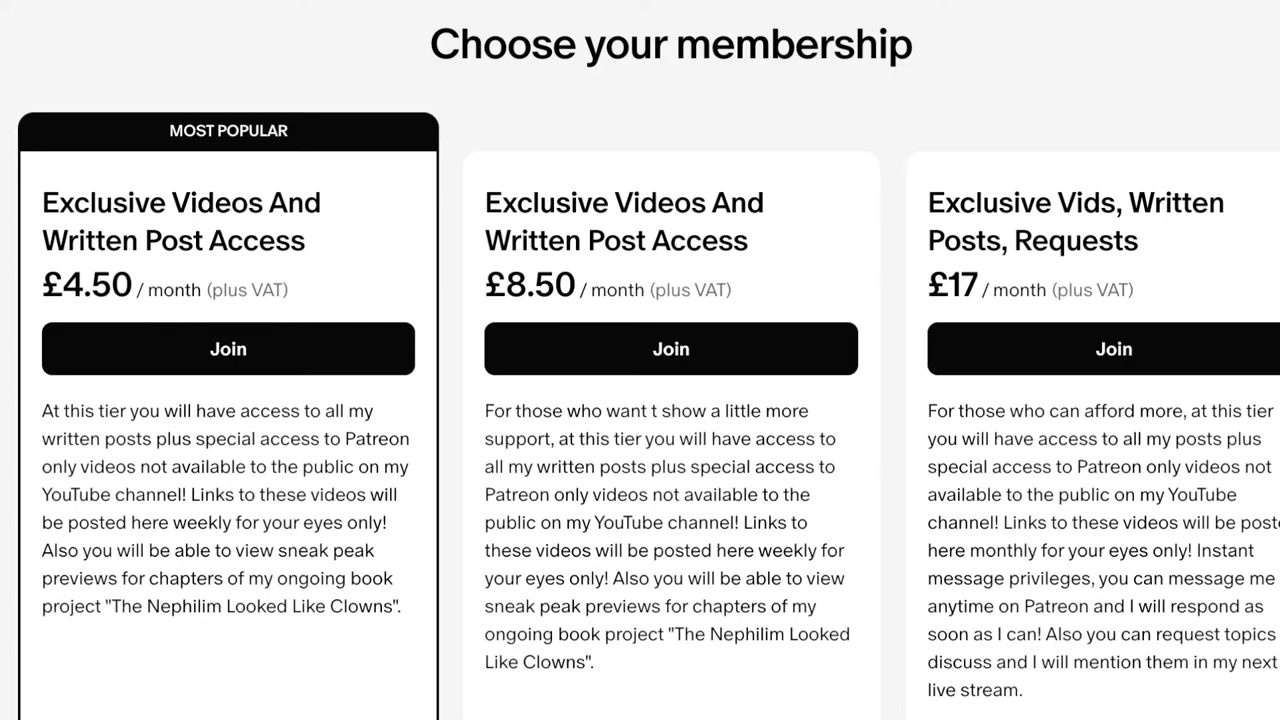 Choose your membership
MOST POPULAR
Exclusive Videos And
Written Post Access
£4.50 / month (plus VAT)
Join
At this tier you will have access to all my
written posts plus special access to Patreon
only videos not available to the public on my
YouTube channel! Links to these videos will
be posted here weekly for your eyes only!
Also you will be able to view sneak peak
previews for chapters of my ongoing book
project "The Nephilim Looked Like Clowns".
Exclusive Videos And
Written Post Access
£8.50 / month (plus VAT)
Join
For those who want t show a little more
support, at this tier you will have access to
all my written posts plus special access to
Patreon only videos not available to the
public on my YouTube channel! Links to
these videos will be posted here weekly for
your eyes only! Also you will be able to view
sneak peak previews for chapters of my
ongoing book project "The Nephilim Looked
Like Clowns".
Exclusive Vids, Written
Posts, Requests
£17 / month (plus VAT)
Join
For those who can afford more, at this tier
you will have access to all my posts plus
special access to Patreon only videos not
available to the public on my YouTube
channel! Links to these videos will be
here monthly for your eyes only! Instant
message privileges, you can message me
anytime on Patreon and I will respond as
soon as I can! Also you can request topics
discuss and I will mention them in my next
live stream.